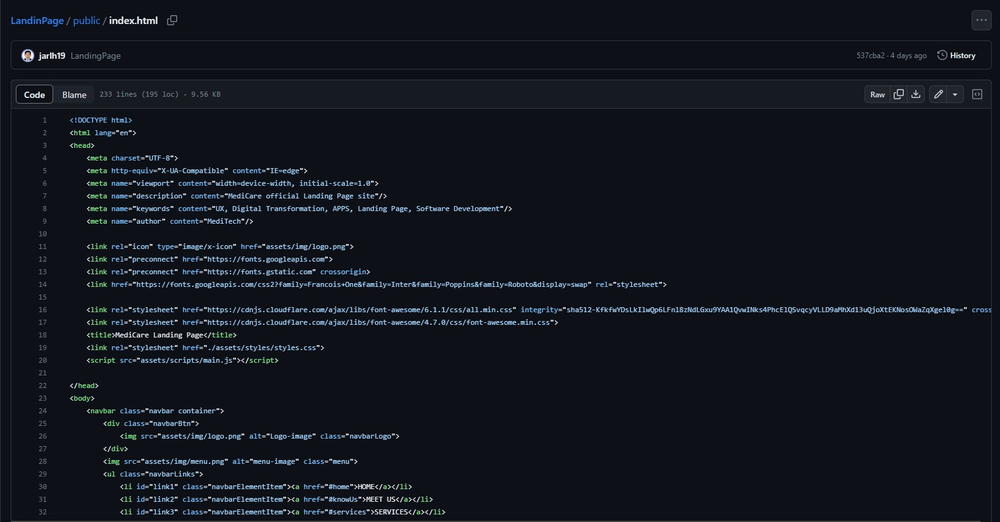 LandinPage / public / index.html
jarlh19 LandingPage 537cba2 · 4 days ago History
Code Blame 233 lines (195 loc) · 9.56 KB Raw
1 <!DOCTYPE html>
2 <html lang="en">
3 <head>
4 <meta charset="UTF-8">
5 <meta http-equiv="X-UA-Compatible" content="IE=edge">
6 <meta name="viewport" content="width=device-width, initial-scale=1.0">
7 <meta name="description" content="MediCare official Landing Page site"/>
8 <meta name="keywords" content="UX, Digital Transformation, APPS, Landing Page, Software Development"/>
9 <meta name="author" content="MediTech"/>
10
11 <link rel="icon" type="image/x-icon" href="assets/img/logo.png">
12 <link rel="preconnect" href="https://fonts.googleapis.com">
13 <link rel="preconnect" href="https://fonts.gstatic.com" crossorigin>
14 <link href="https://fonts.googleapis.com/css2?family=Francois+One&family=Inter&family=Poppins&family=Roboto&display=swap" rel="stylesheet">
15
16 <link rel="stylesheet" href="https://cdnjs.cloudflare.com/ajax/libs/font-awesome/6.1.1/css/all.min.css" integrity="sha512-KfkfwYDsLkIlwQp6LFnl8zNdLGxu9YAA1QvwINks4PhcElQSvqcyVLLD9aMhXd13uQjoXtEKNosOWaZqXgel0g==" cross
17 <link rel="stylesheet" href="https://cdnjs.cloudflare.com/ajax/libs/font-awesome/4.7.0/css/font-awesome.min.css">
18 <title>MediCare Landing Page</title>
19 <link rel="stylesheet" href="./assets/styles/styles.css">
20 <script src="assets/scripts/main.js"></script>
21
22 </head>
23 <body>
24 <navbar class="navbar container">
25 <div class="navbarBtn">
26 <img src="assets/img/logo.png" alt="Logo-image" class="navbarLogo">
27 </div>
28 <img src="assets/img/menu.png" alt="menu-image" class="menu">
29 <ul class="navbarLinks">
30 <li id="link1" class="navbarElementItem"><a href="#home">HOME</a></li>
31 <li id="link2" class="navbarElementItem"><a href="#knowUs">MEET US</a></li>
32 <li id="link3" class="navbarElementItem"><a href="#services">SERVICES</a></li>